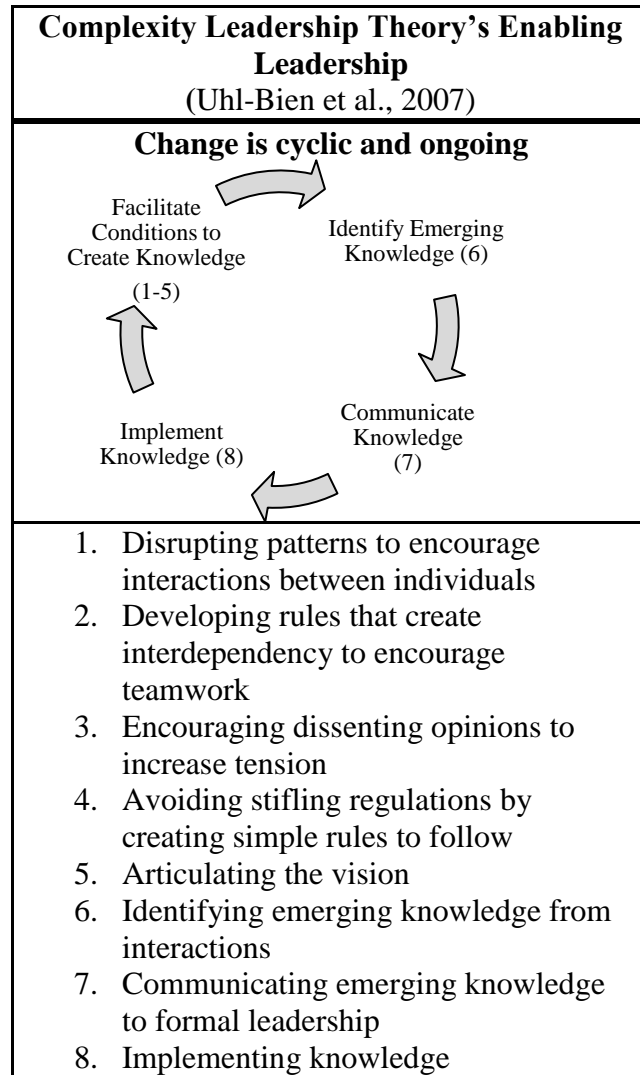 Complexity Leadership Theory's Enabling
Leadership
(Uhl-Bien et al., 2007)
Change is cyclic and ongoing
Facilitate
Conditions to
Create Knowledge
(1-5)
Identify Emerging
Knowledge (6)
Communicate
Knowledge
(7)
Implement
Knowledge (8)
1. Disrupting patterns to encourage
interactions between individuals
2. Developing rules that create
interdependency to encourage
teamwork
3. Encouraging dissenting opinions to
increase tension
4. Avoiding stifling regulations by
creating simple rules to follow
5. Articulating the vision
6. Identifying emerging knowledge from
interactions
7. Communicating emerging knowledge
to formal leadership
8. Implementing knowledge